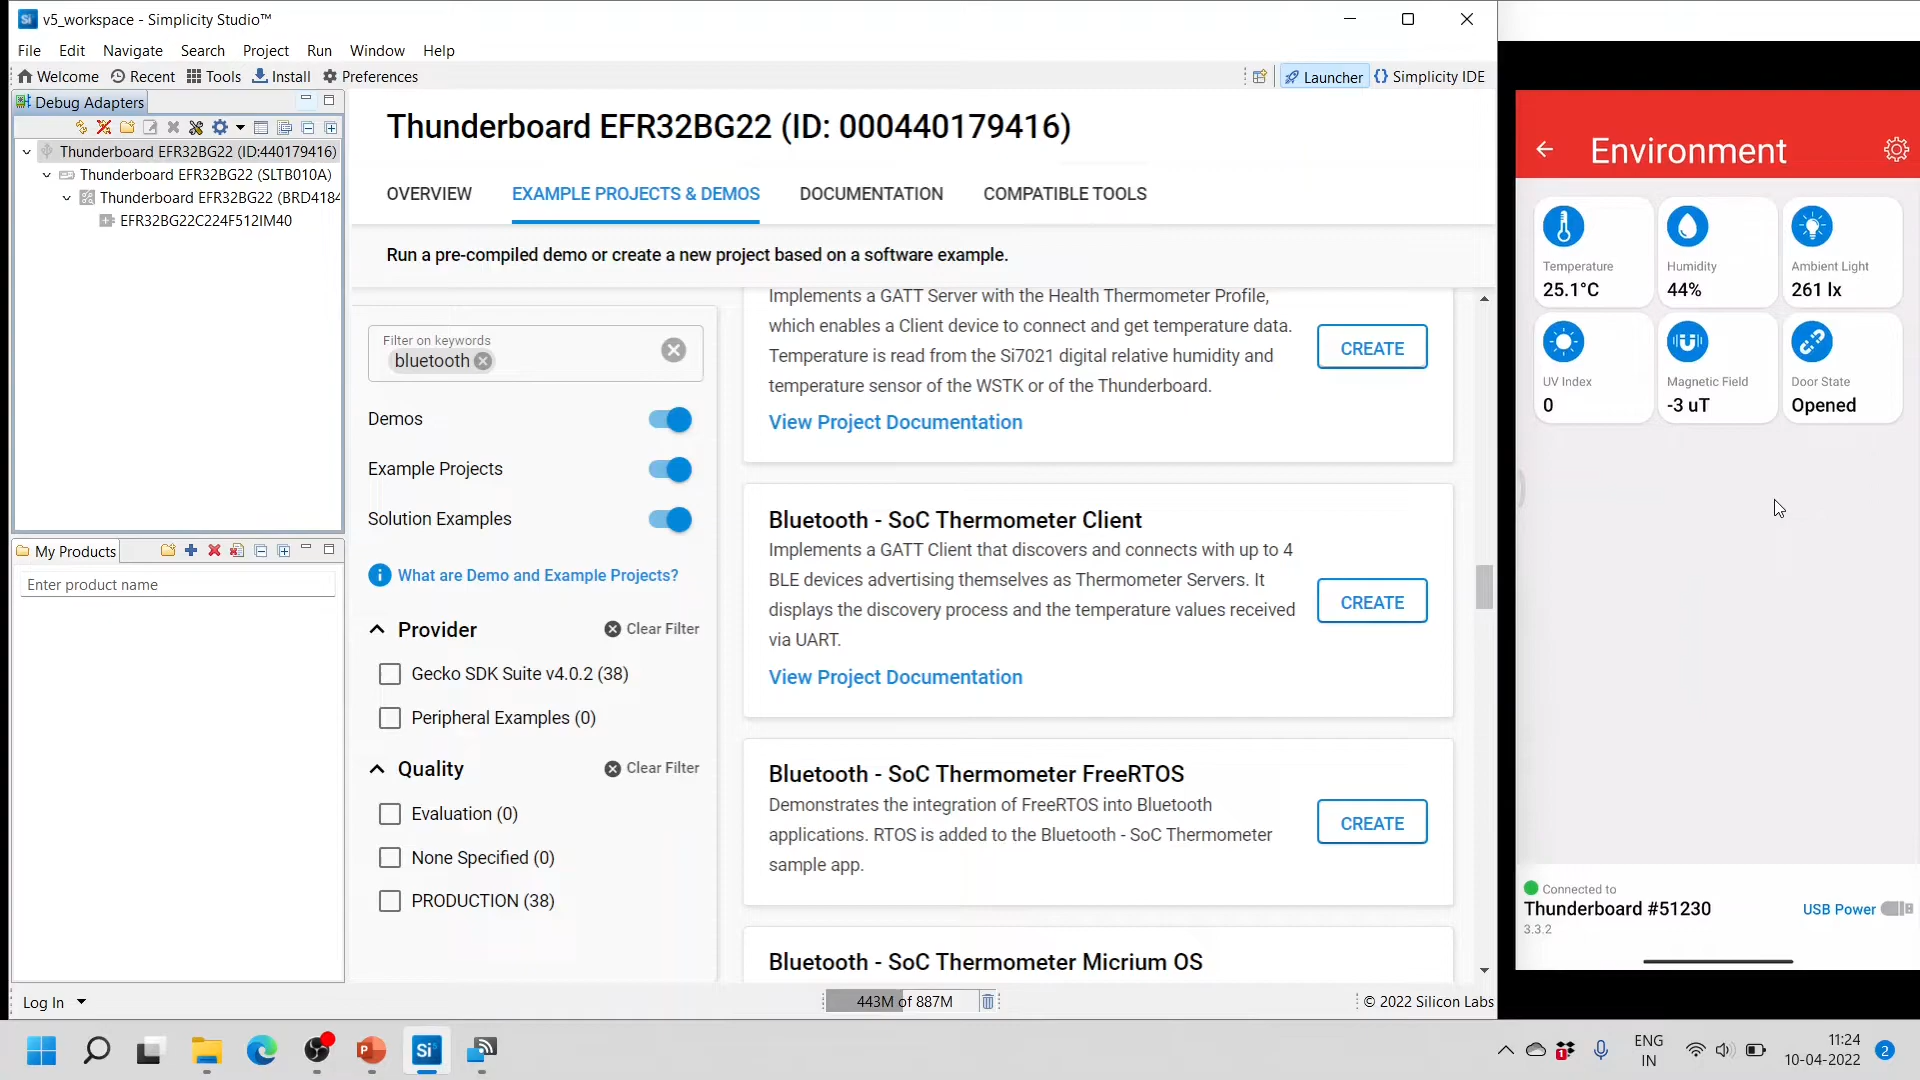 v5_workspace - Simplicity Studio™
File Edit Navigate Search Project Run Window Help
Welcome Recent Tools Install Preferences
Launcher Simplicity IDE
Debug Adapters
Thunderboard EFR32BG22 (ID:440179416)
Thunderboard EFR32BG22 (SLTB010A)
Thunderboard EFR32BG22 (BRD4184
EFR32BG22C224F512IM40
My Products
Enter product name
Thunderboard EFR32BG22 (ID: 000440179416)
OVERVIEW EXAMPLE PROJECTS & DEMOS DOCUMENTATION COMPATIBLE TOOLS
Run a pre-compiled demo or create a new project based on a software example.
Filter on keywords
bluetooth
Demos
Example Projects
Solution Examples
What are Demo and Example Projects?
Provider Clear Filter
Gecko SDK Suite v4.0.2 (38)
Peripheral Examples (0)
Quality Clear Filter
Evaluation (0)
None Specified (0)
PRODUCTION (38)
Implements a GATT Server with the Health Thermometer Profile,
which enables a Client device to connect and get temperature data.
Temperature is read from the Si7021 digital relative humidity and
temperature sensor of the WSTK or of the Thunderboard.
View Project Documentation
CREATE
Bluetooth - SoC Thermometer Client
Implements a GATT Client that discovers and connects with up to 4
BLE devices advertising themselves as Thermometer Servers. It
displays the discovery process and the temperature values received
via UART.
View Project Documentation
CREATE
Bluetooth - SoC Thermometer FreeRTOS
Demonstrates the integration of FreeRTOS into Bluetooth
applications. RTOS is added to the Bluetooth - SoC Thermometer
sample app.
CREATE
Bluetooth - SoC Thermometer Micrium OS
Log In
443M of 887M
© 2022 Silicon Labs
Environment
Temperature
25.1°C
Humidity
44%
Ambient Light
261 lx
UV Index
0
Magnetic Field
-3 uT
Door State
Opened
Connected to
Thunderboard #51230
3.3.2
USB Power
Si
1
ENG
IN
11:24
10-04-2022
2